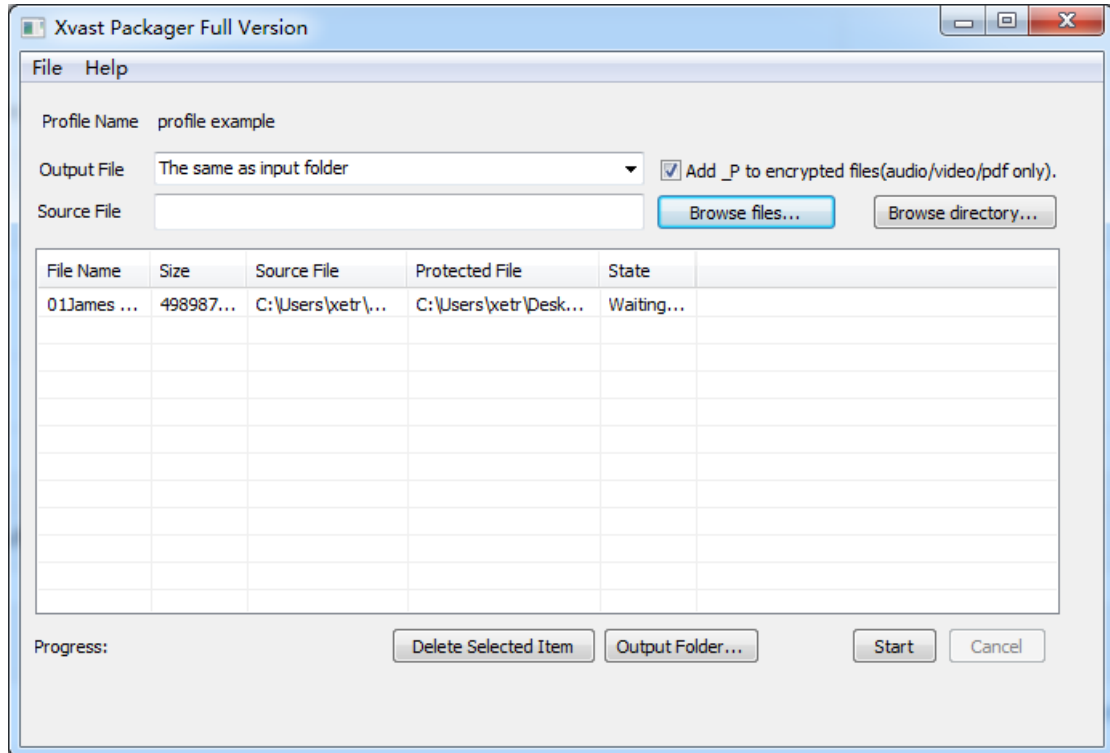 Xvast Packager Full Version
File Help
Profile Name profile example
Output File The same as input folder Add _P to encrypted files(audio/video/pdf only).
Source File Browse files... Browse directory...
File Name Size Source File Protected File State
01James ... 498987... C:\Users\xetr\... C:\Users\xetr\Desk... Waiting...
Progress: Delete Selected Item Output Folder... Start Cancel